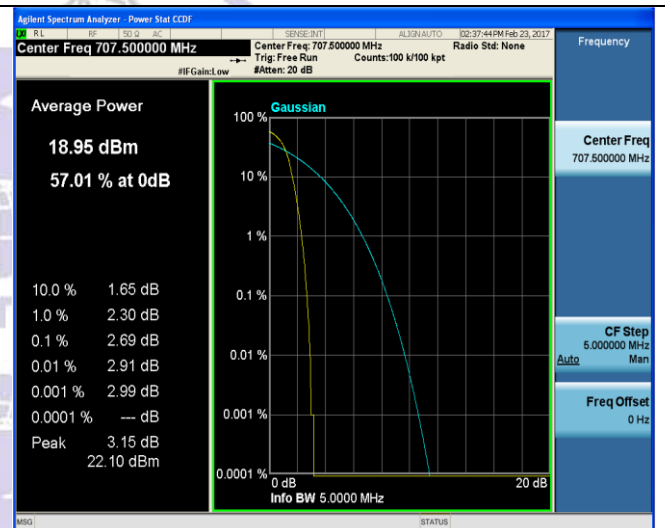 Agilent Spectrum Analyzer - Power Stat CCDF
LXI RL RF 50 Ω AC SENSE:INT ALIGN AUTO 02:37:44 PM Feb 23, 2017
Center Freq 707.500000 MHz
Center Freq: 707.500000 MHz Radio Std: None
Trig: Free Run Counts:100 k/100 kpt
#IFGain:Low #Atten: 20 dB
Frequency
Average Power
18.95 dBm
57.01 % at 0dB
10.0 % 1.65 dB
1.0 % 2.30 dB
0.1 % 2.69 dB
0.01 % 2.91 dB
0.001 % 2.99 dB
0.0001 % --- dB
Peak 3.15 dB
22.10 dBm
Gaussian
100 %
10 %
1 %
0.1 %
0.01 %
0.001 %
0.0001 %
0 dB 20 dB
Info BW 5.0000 MHz
Center Freq
707.500000 MHz
CF Step
5.000000 MHz
Auto Man
Freq Offset
0 Hz
MSG STATUS